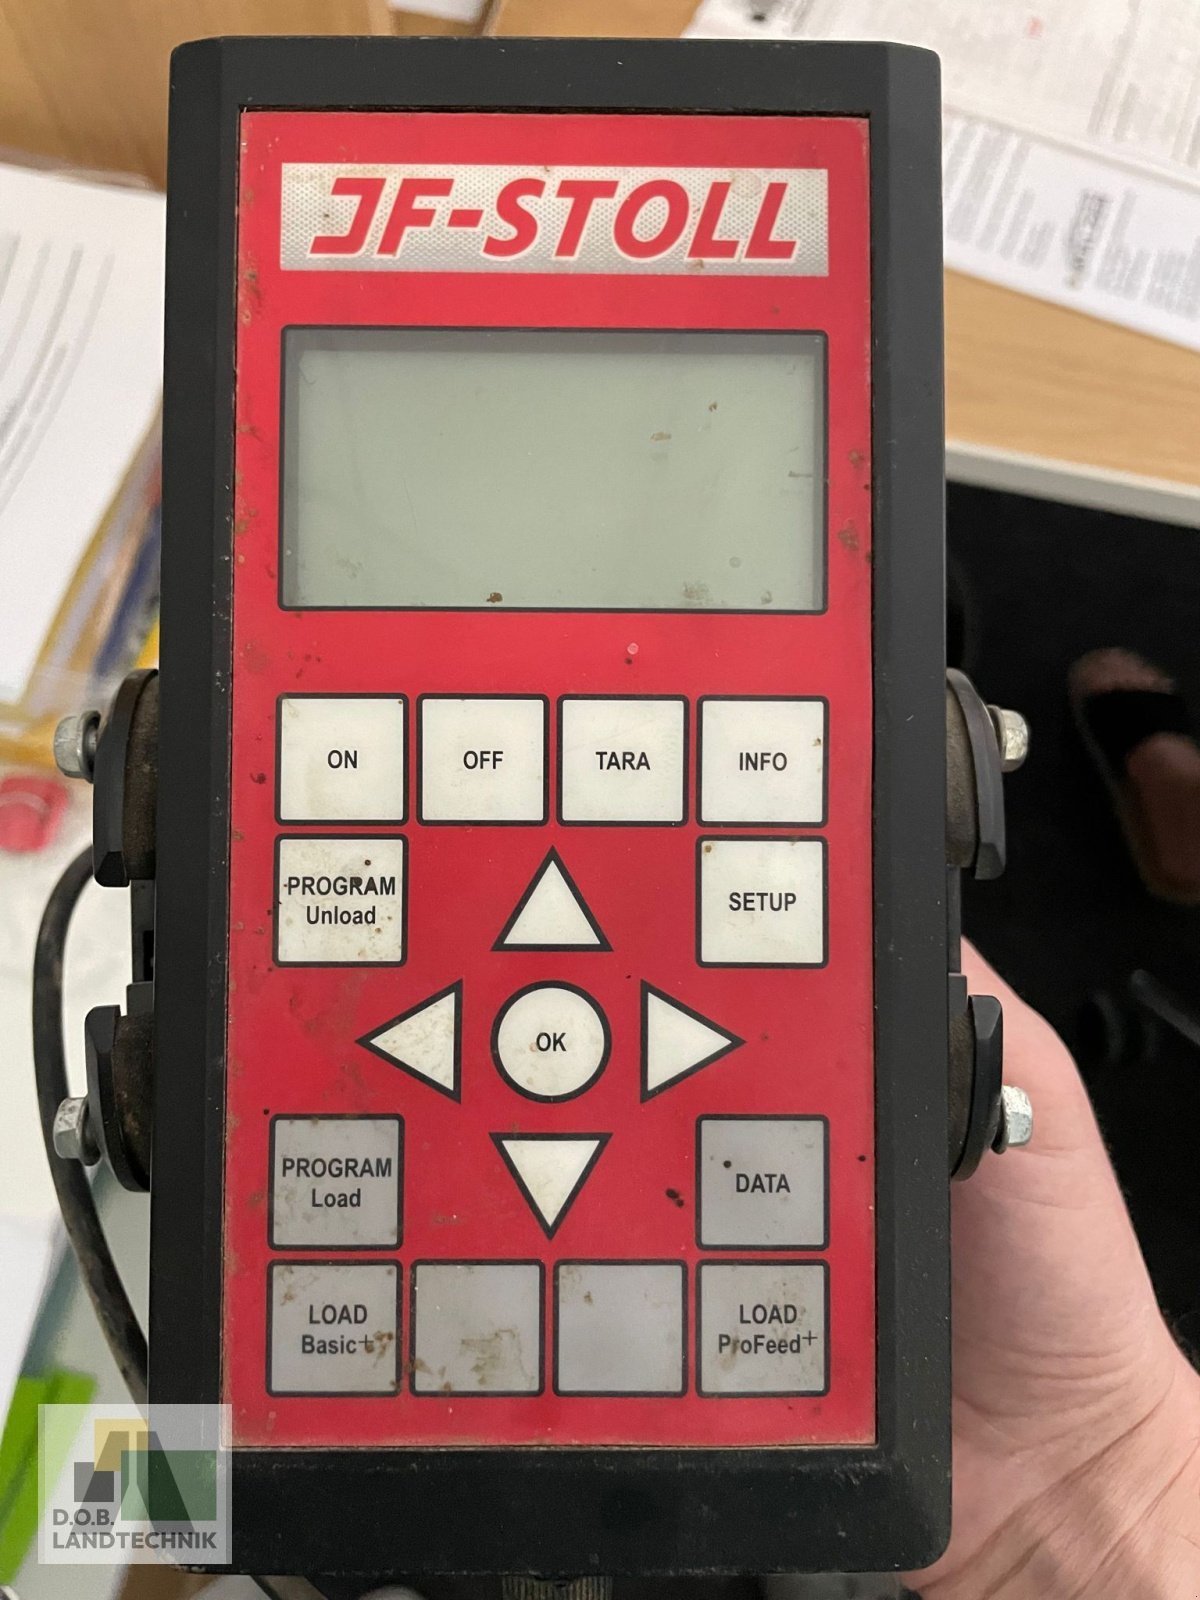 JF-STOLL
ON
OFF
TARA
INFO
PROGRAM
Unload
SETUP
OK
PROGRAM
Load
DATA
LOAD
Basic+
LOAD
ProFeed+
D.O.B.
LANDTECHNIK